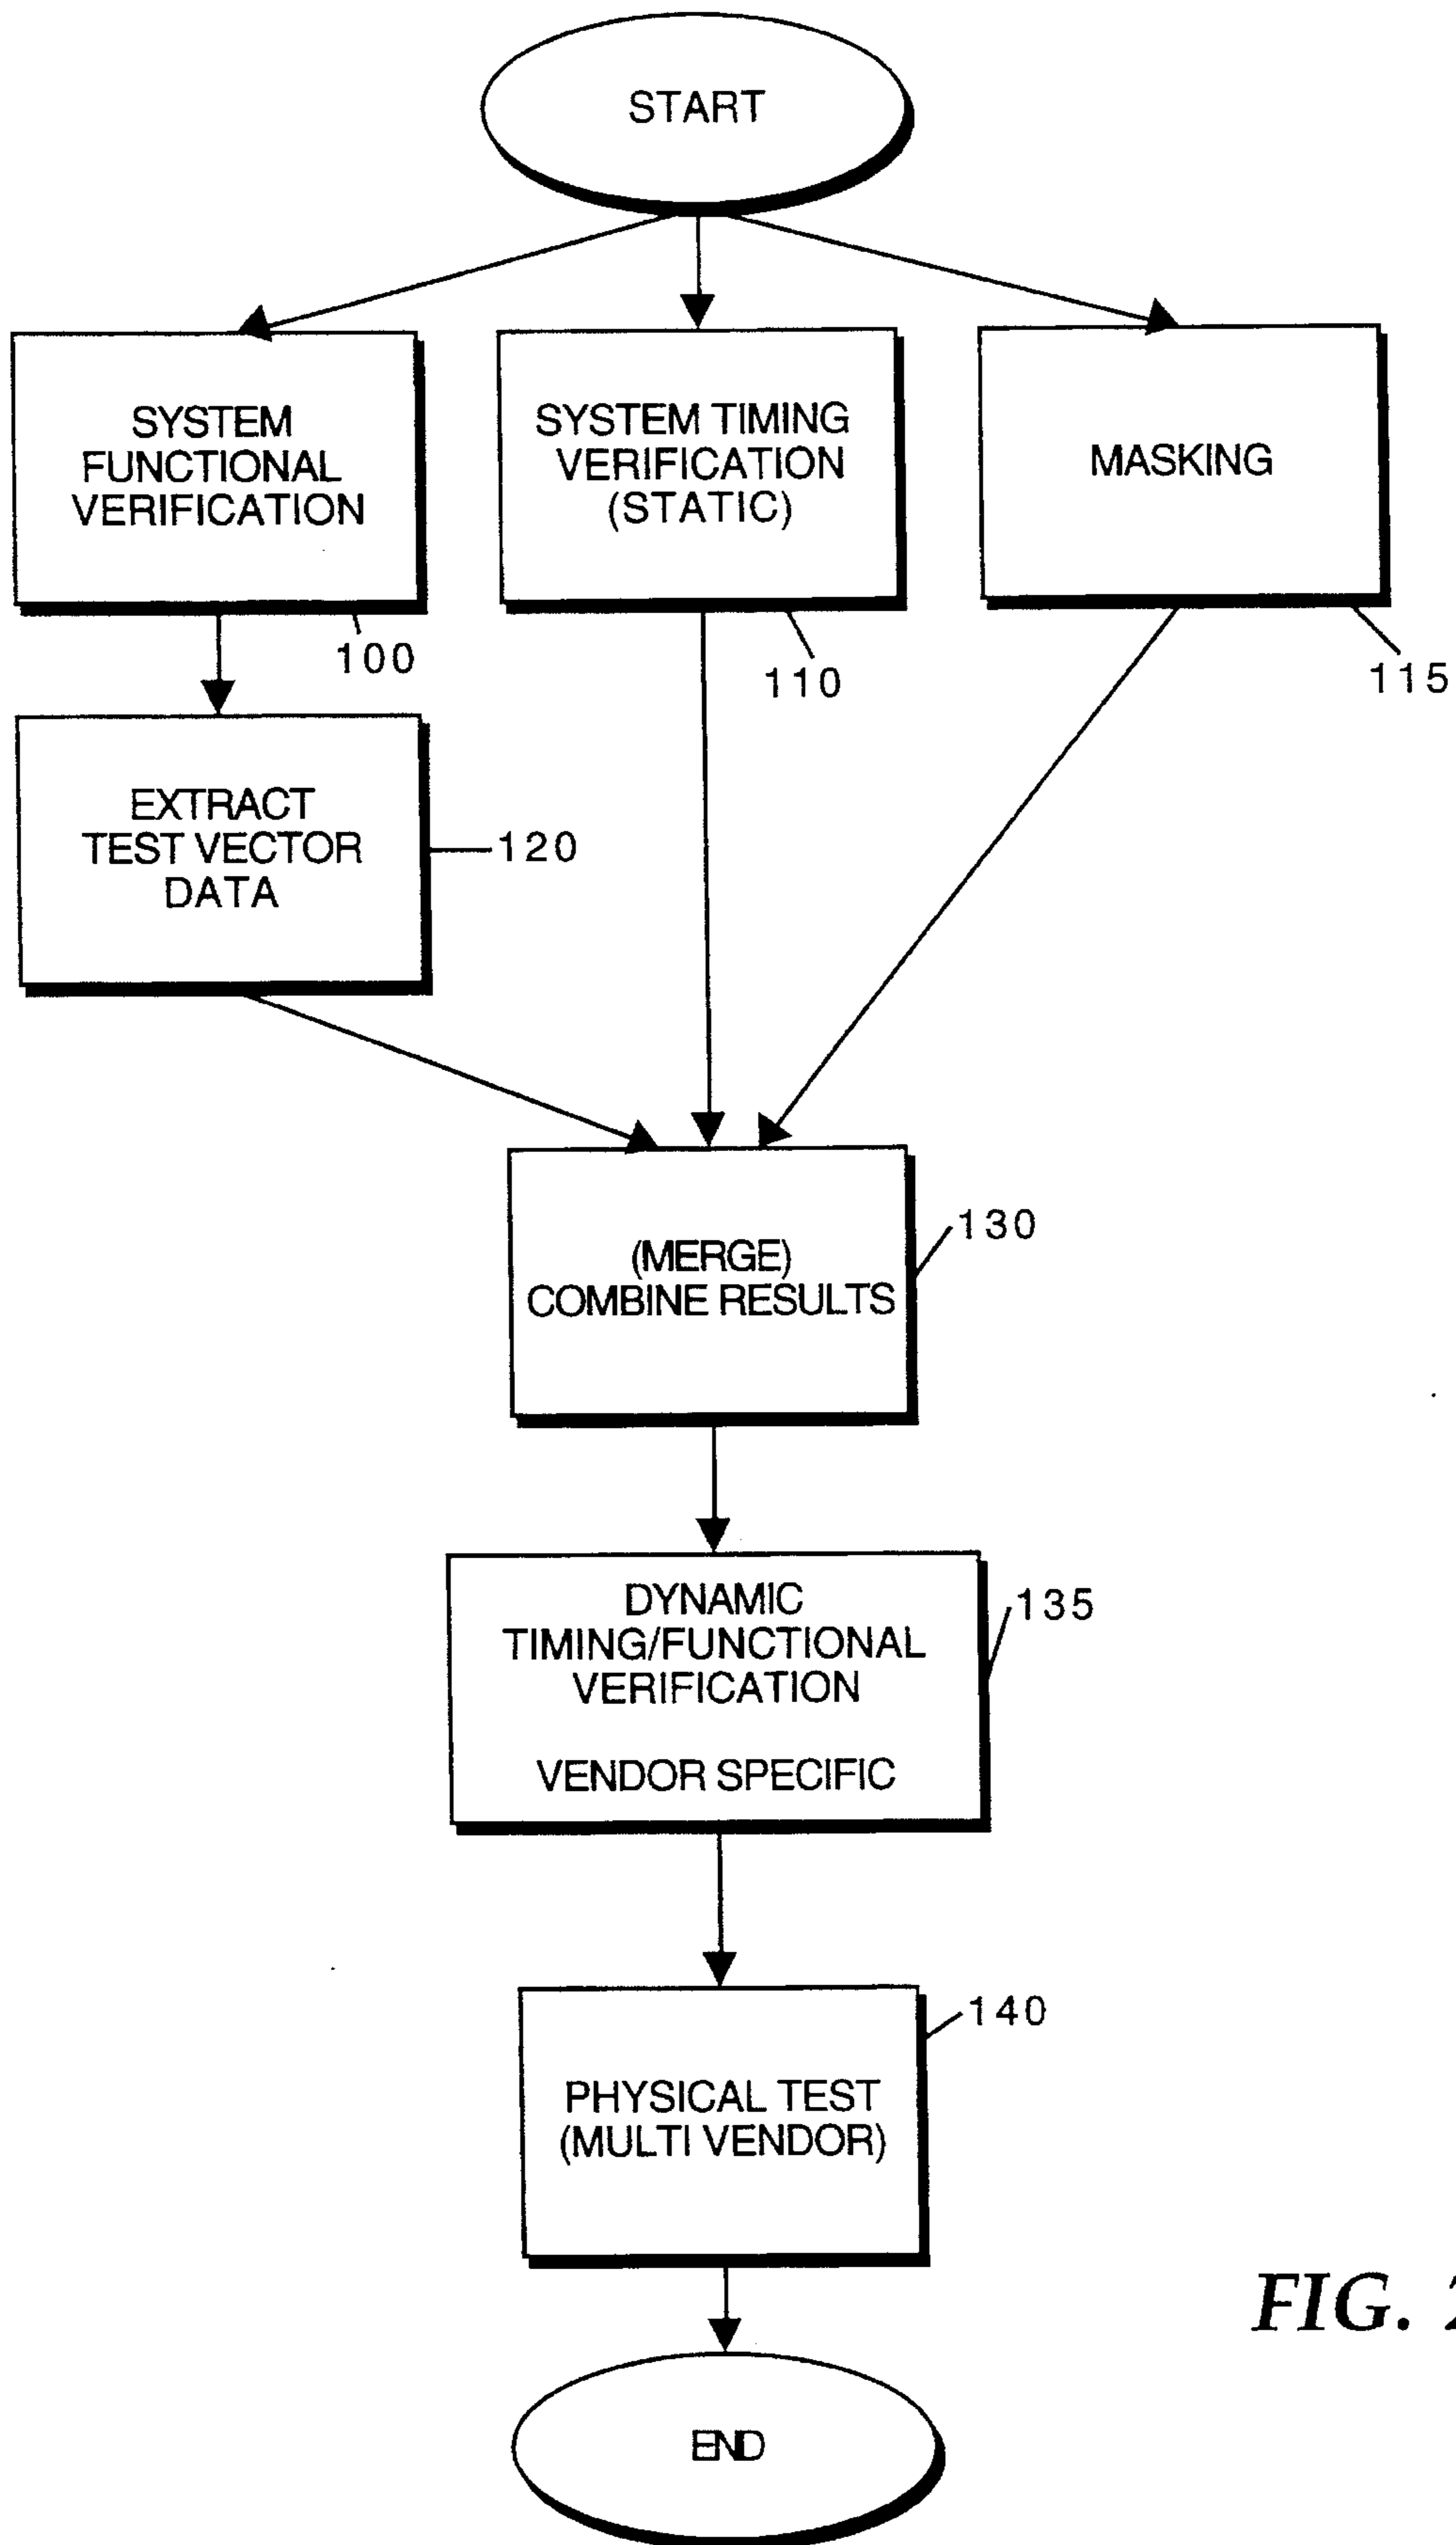 START
SYSTEM
FUNCTIONAL
VERIFICATION
100
SYSTEM TIMING
VERIFICATION
(STATIC)
110
MASKING
115
EXTRACT
TEST VECTOR
DATA
120
(MERGE)
COMBINE RESULTS
130
DYNAMIC
TIMING/FUNCTIONAL
VERIFICATION
VENDOR SPECIFIC
135
PHYSICAL TEST
(MULTI VENDOR)
140
END
FIG. 2